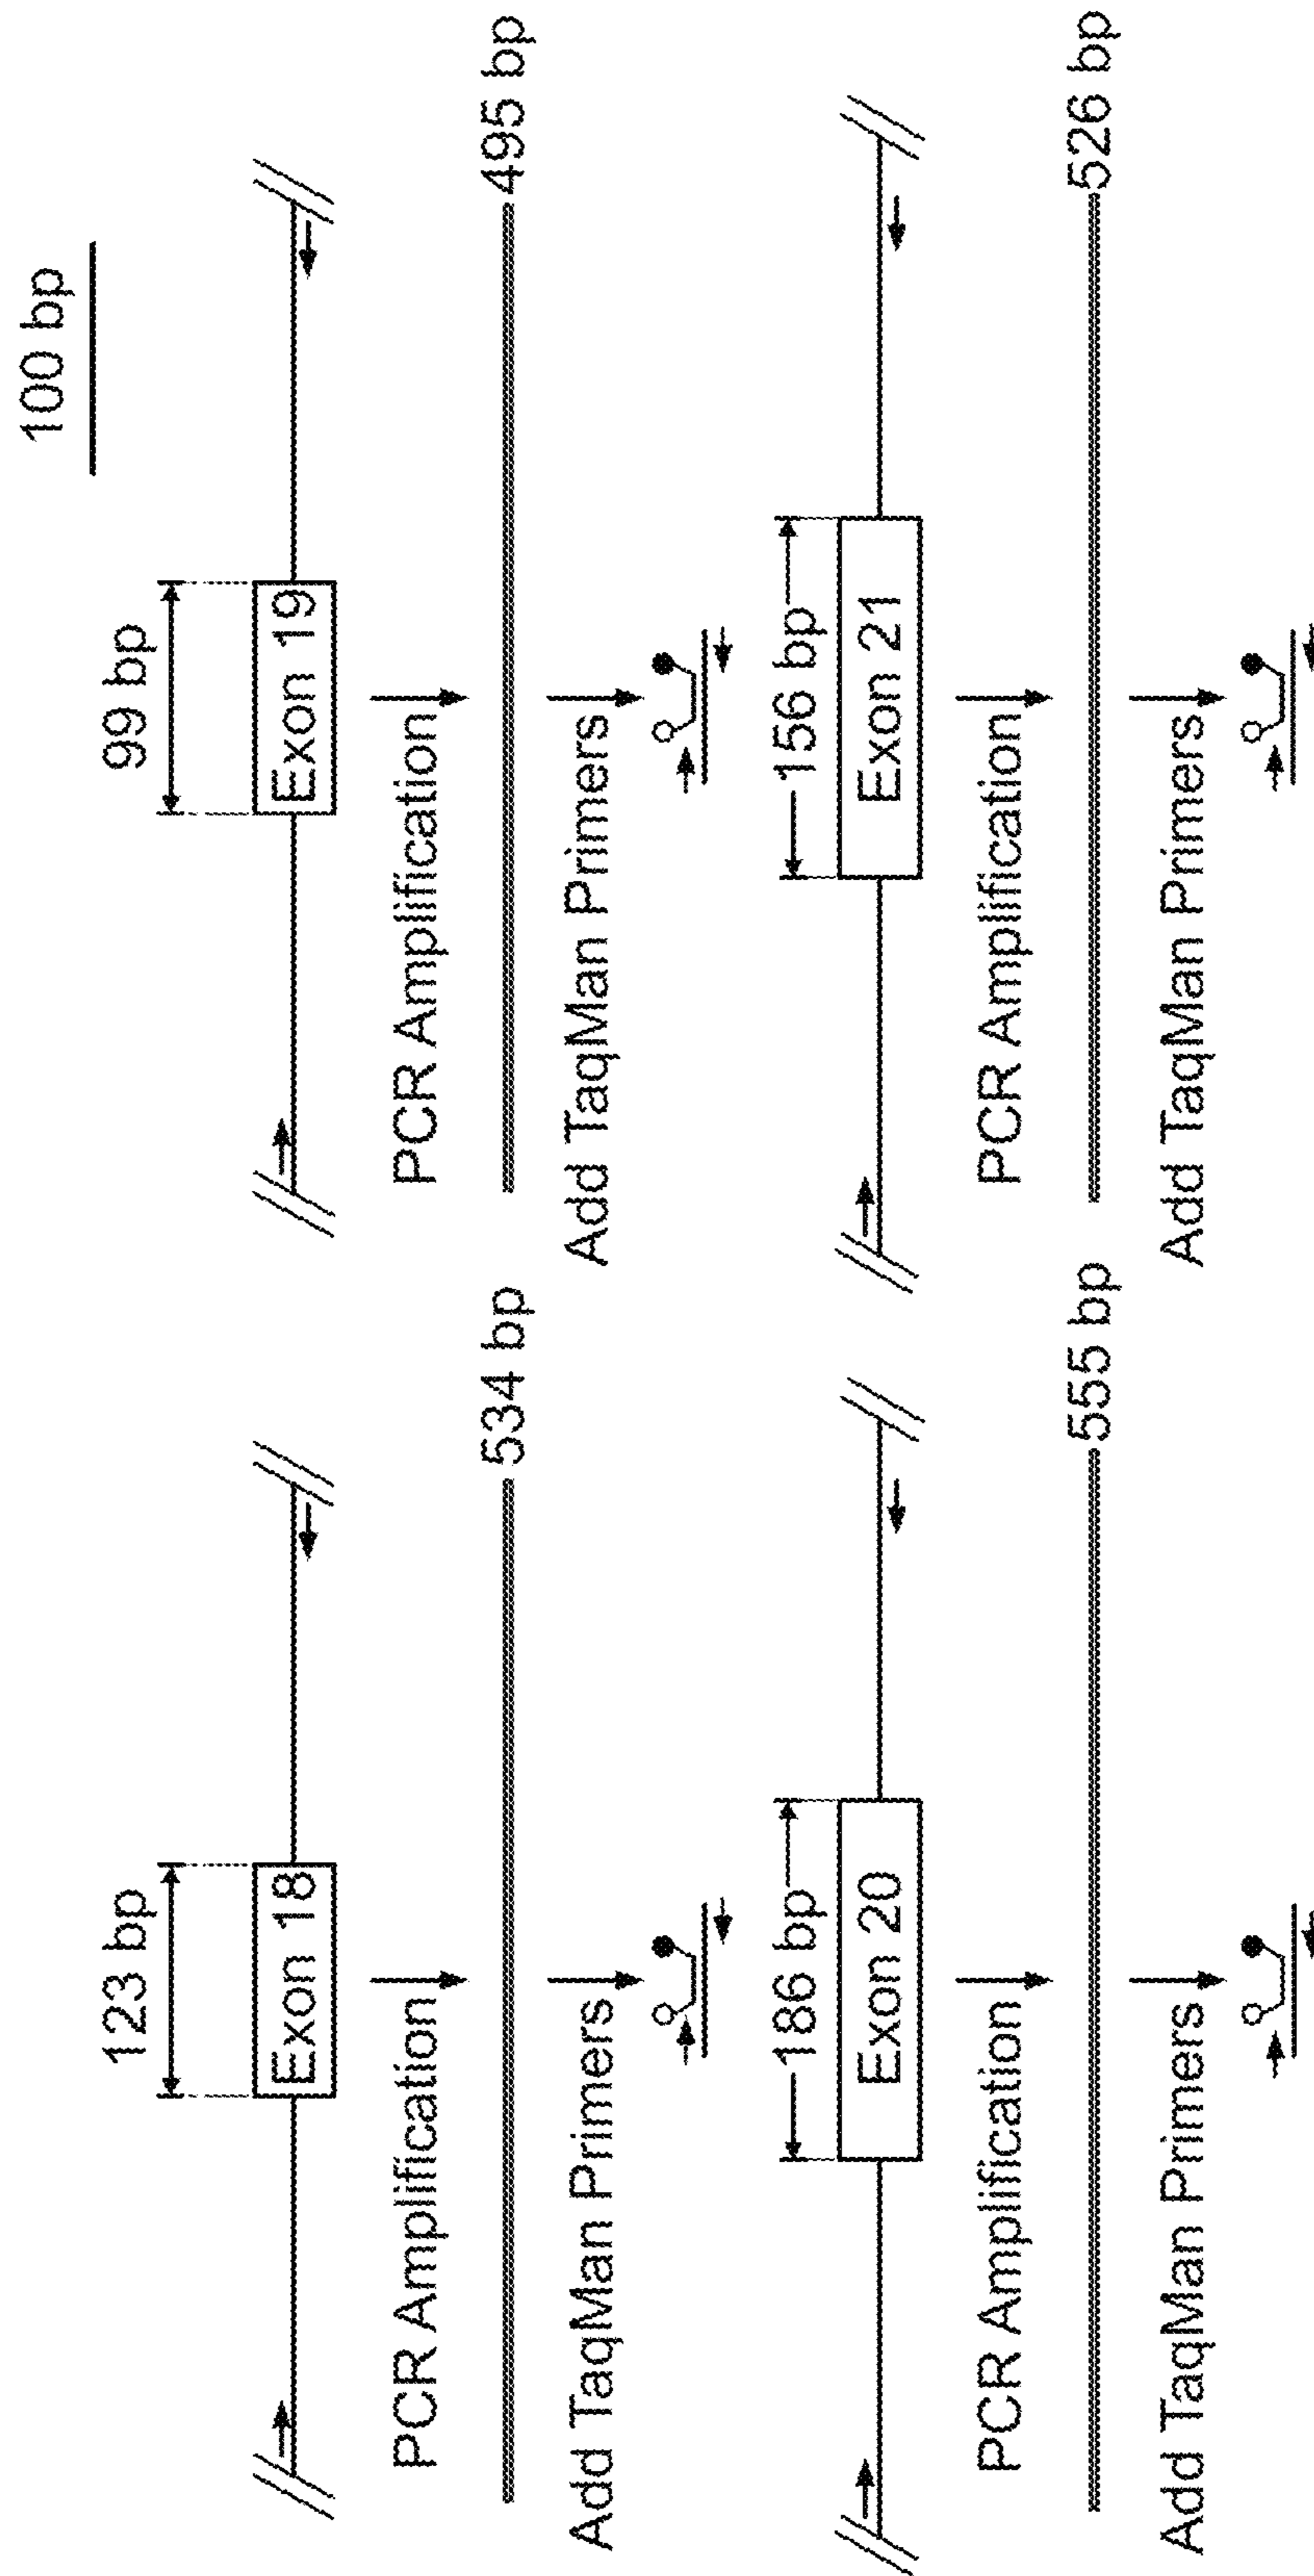 100 bp
123 bp
Exon 18
PCR Amplification
534 bp
Add TaqMan Primers
99 bp
Exon 19
PCR Amplification
495 bp
Add TaqMan Primers
186 bp
Exon 20
PCR Amplification
555 bp
Add TaqMan Primers
156 bp
Exon 21
PCR Amplification
526 bp
Add TaqMan Primers